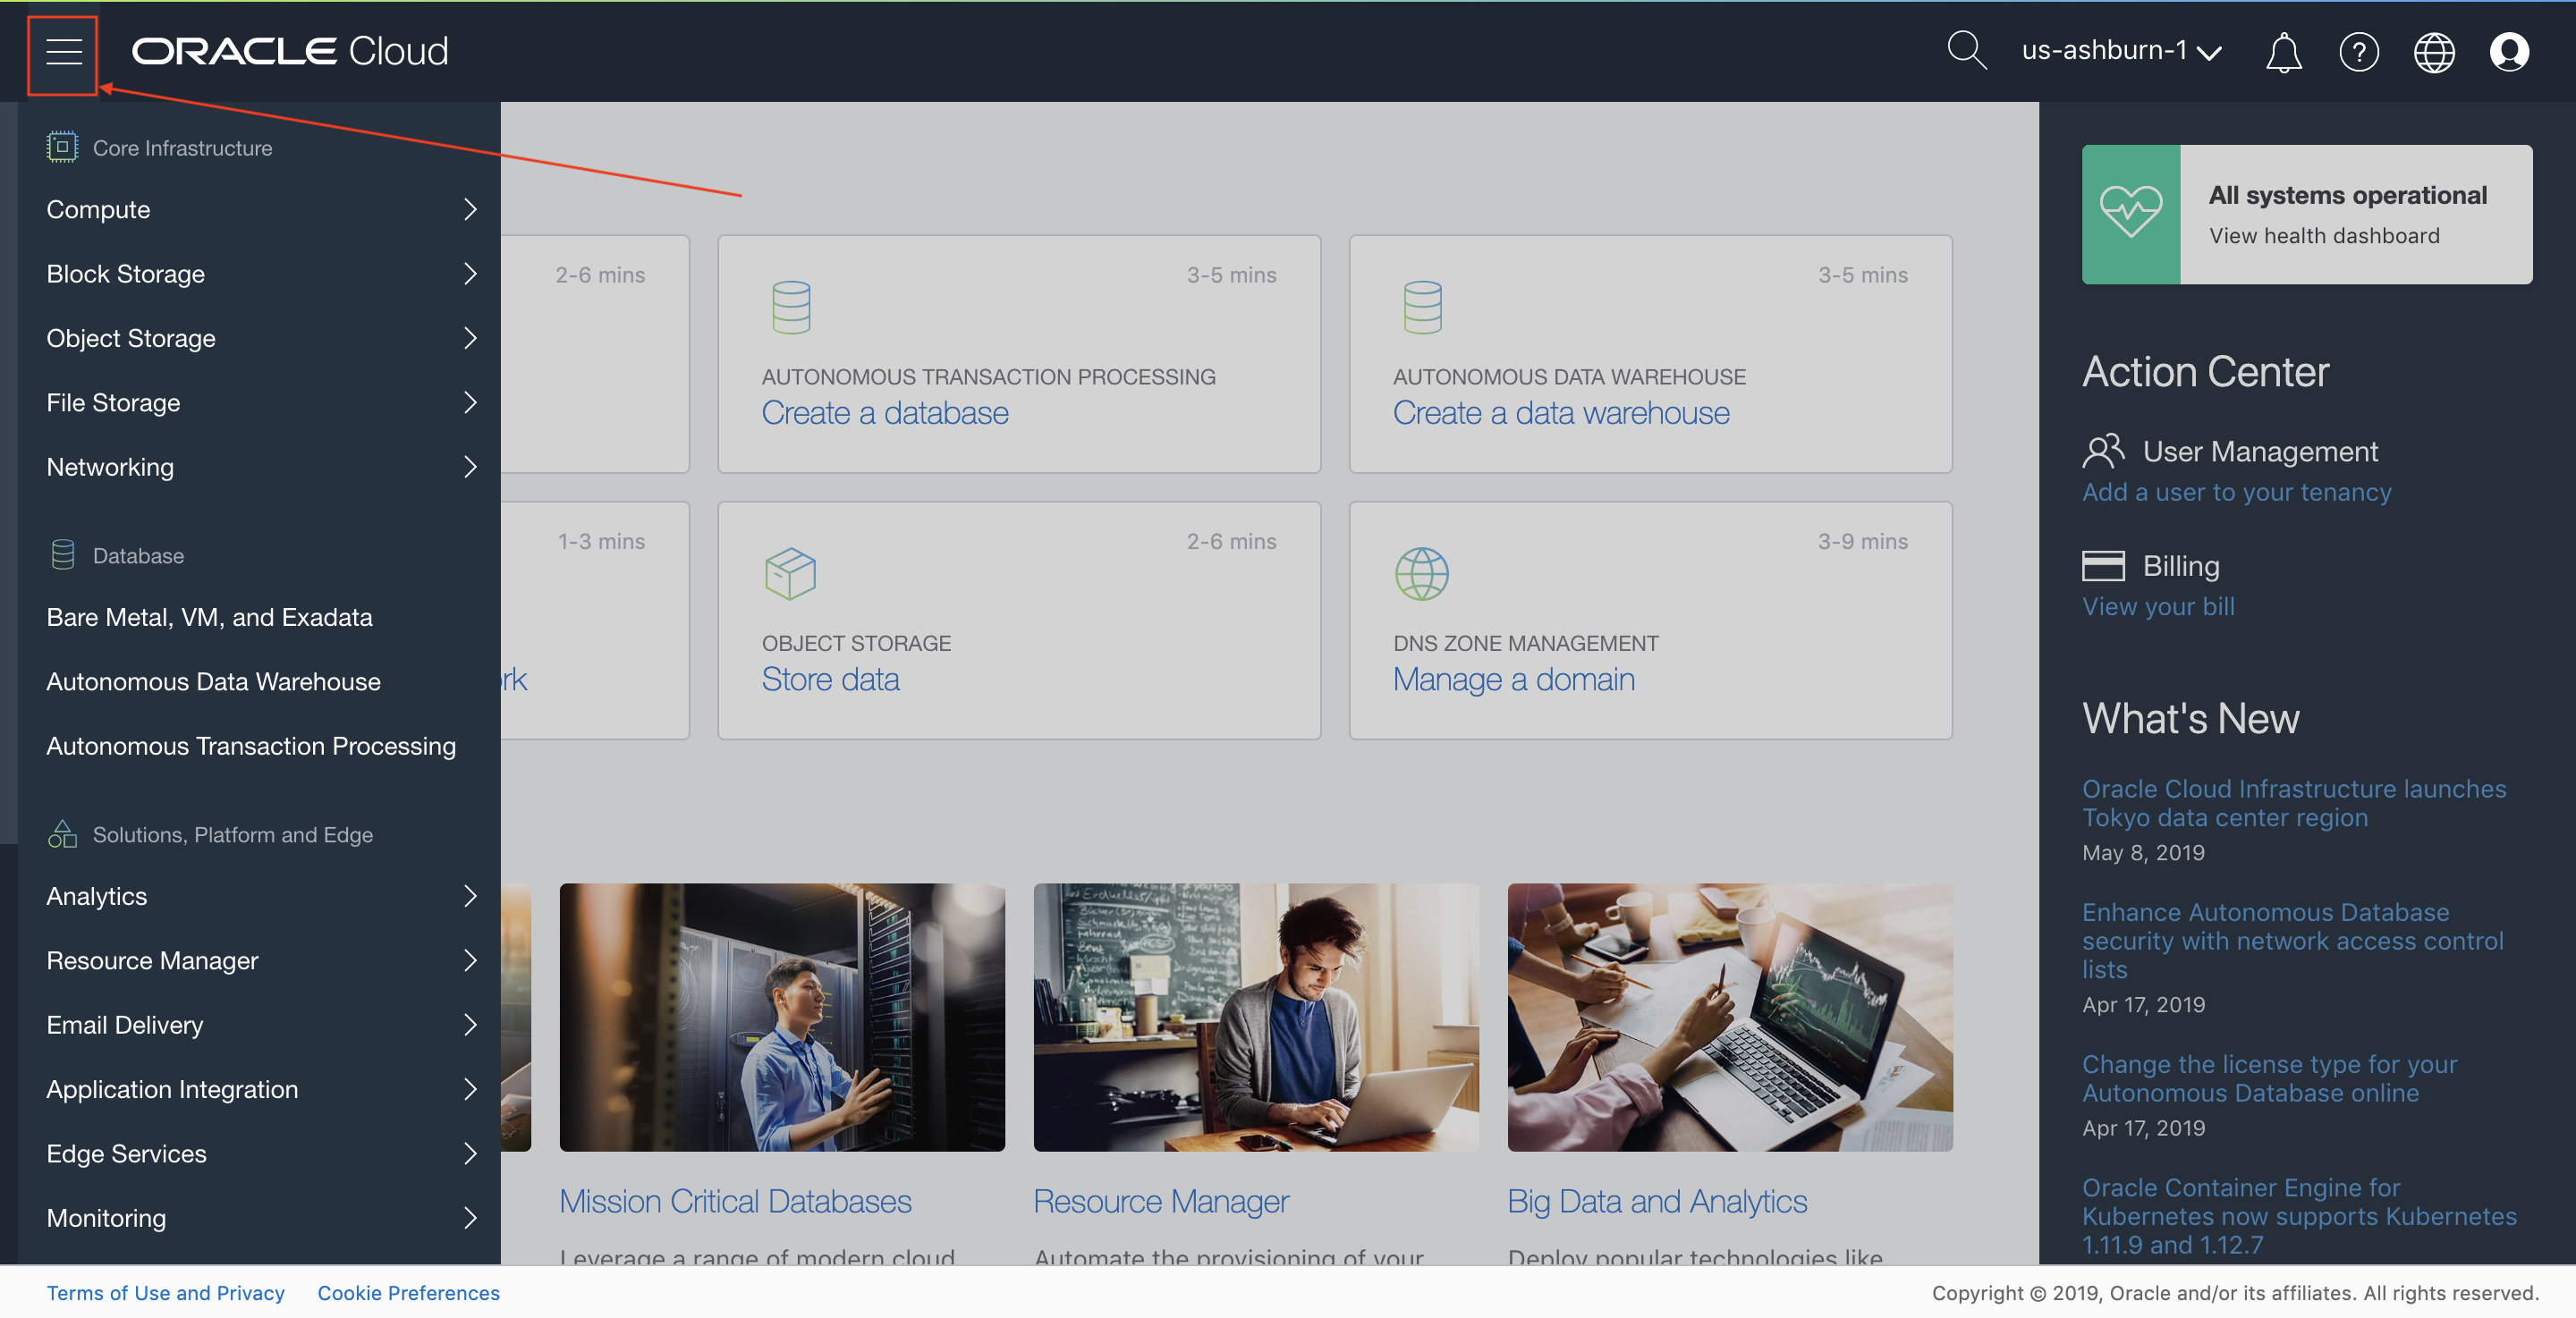 ORACLE Cloud
us-ashburn-1
?
Core Infrastructure
Compute
Block Storage
Object Storage
File Storage
Networking
Database
Bare Metal, VM, and Exadata
Autonomous Data Warehouse
Autonomous Transaction Processing
Solutions, Platform and Edge
Analytics
Resource Manager
Email Delivery
Application Integration
Edge Services
Monitoring
2-6 mins
3-5 mins
AUTONOMOUS TRANSACTION PROCESSING
Create a database
3-5 mins
AUTONOMOUS DATA WAREHOUSE
Create a data warehouse
1-3 mins
rk
2-6 mins
OBJECT STORAGE
Store data
3-9 mins
DNS ZONE MANAGEMENT
Manage a domain
Mission Critical Databases
Leverage a range of modern cloud
Resource Manager
Automate the provisioning of your
Big Data and Analytics
Deploy popular technologies like
All systems operational
View health dashboard
Action Center
User Management
Add a user to your tenancy
Billing
View your bill
What's New
Oracle Cloud Infrastructure launches
Tokyo data center region
May 8, 2019
Enhance Autonomous Database
security with network access control
lists
Apr 17, 2019
Change the license type for your
Autonomous Database online
Apr 17, 2019
Oracle Container Engine for
Kubernetes now supports Kubernetes
1.11.9 and 1.12.7
Terms of Use and Privacy
Cookie Preferences
Copyright © 2019, Oracle and/or its affiliates. All rights reserved.